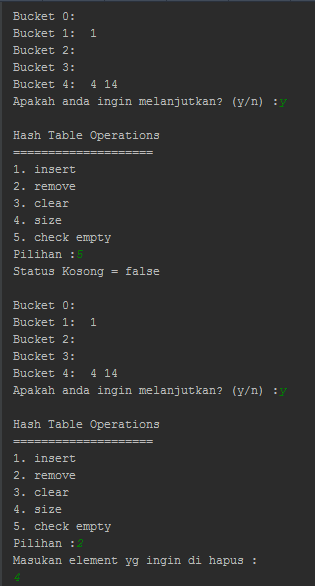 Bucket 0:
Bucket 1:  1
Bucket 2:
Bucket 3:
Bucket 4:  4 14
Apakah anda ingin melanjutkan? (y/n) :y
Hash Table Operations
====================
1. insert
2. remove
3. clear
4. size
5. check empty
Pilihan :5
Status Kosong = false
Bucket 0:
Bucket 1:  1
Bucket 2:
Bucket 3:
Bucket 4:  4 14
Apakah anda ingin melanjutkan? (y/n) :y
Hash Table Operations
====================
1. insert
2. remove
3. clear
4. size
5. check empty
Pilihan :2
Masukan element yg ingin di hapus :
4